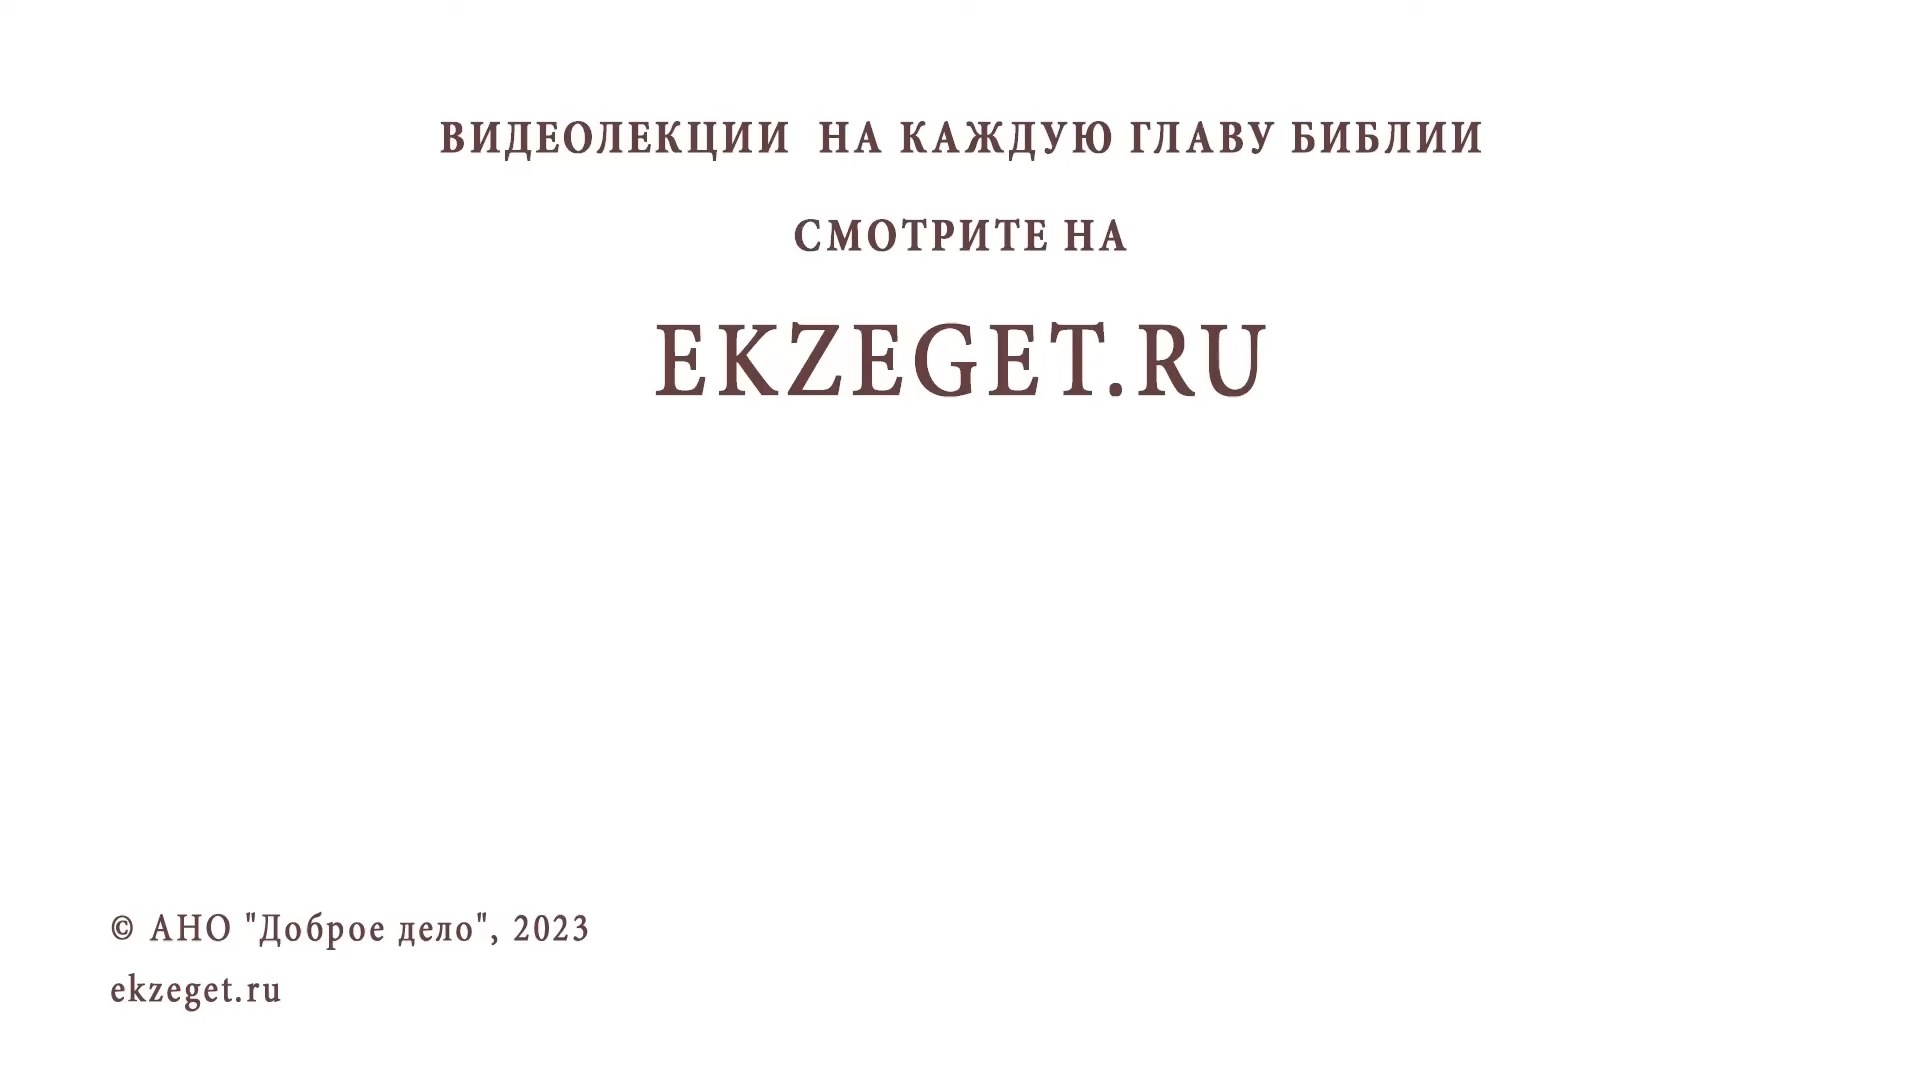 ВИДЕОЛЕКЦИИ НА КАЖДУЮ ГЛАВУ БИБЛИИ
СМОТРИТЕ НА
EKZEGET.RU
© АНО "Доброе дело", 2023
ekzeget.ru